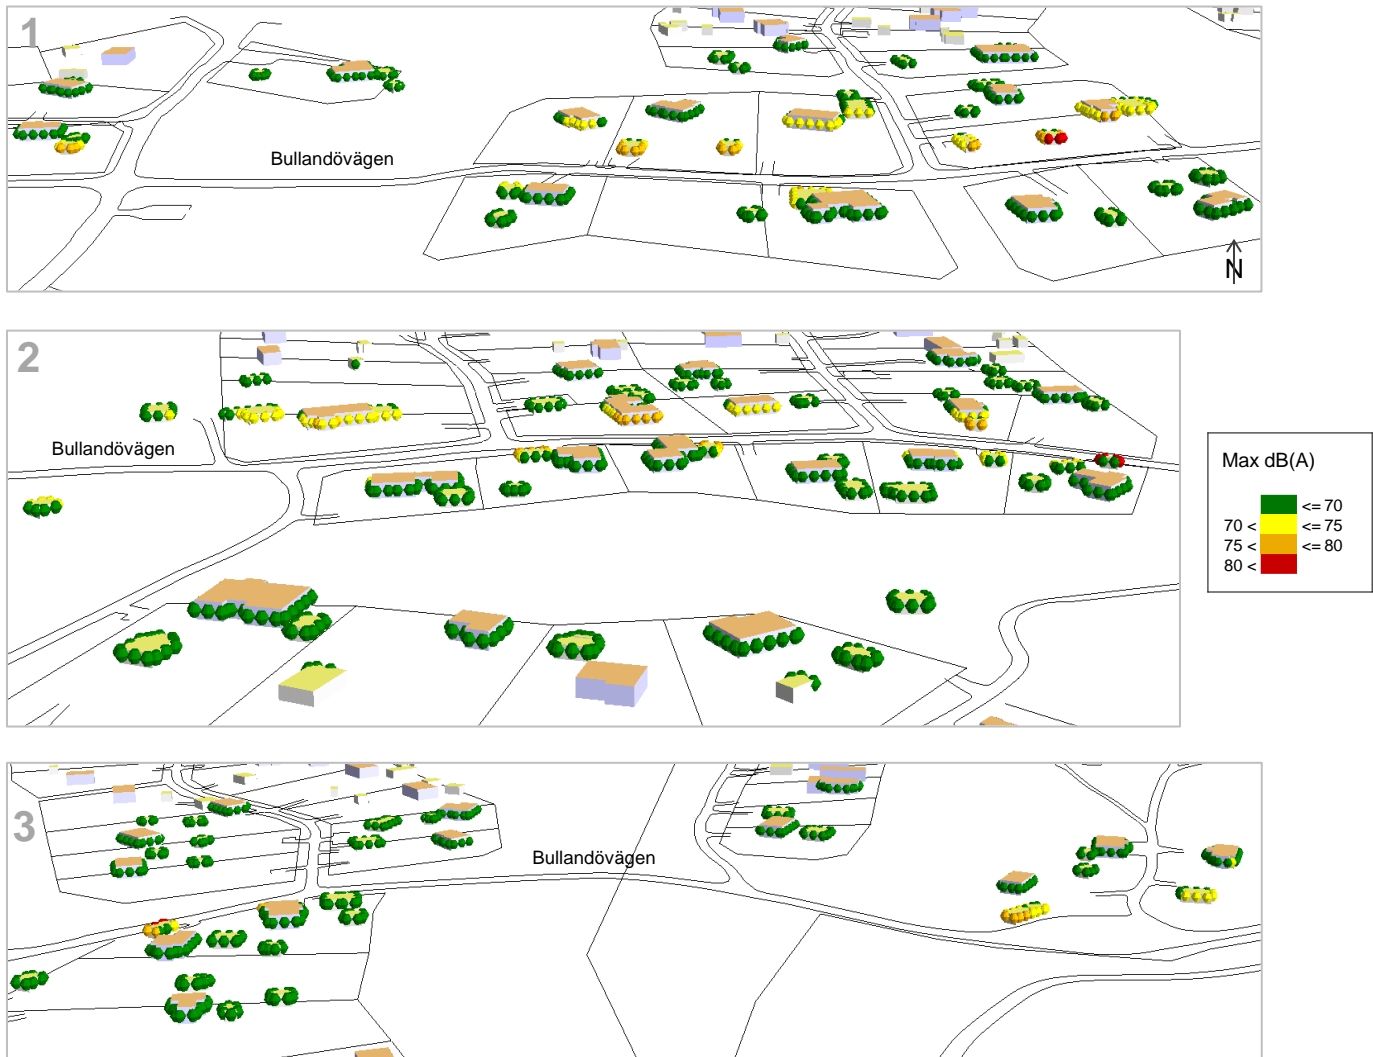 1
Bullandövägen
N
2
Bullandövägen
Max dB(A)
<= 70
70 < <= 75
75 < <= 80
80 <
3
Bullandövägen